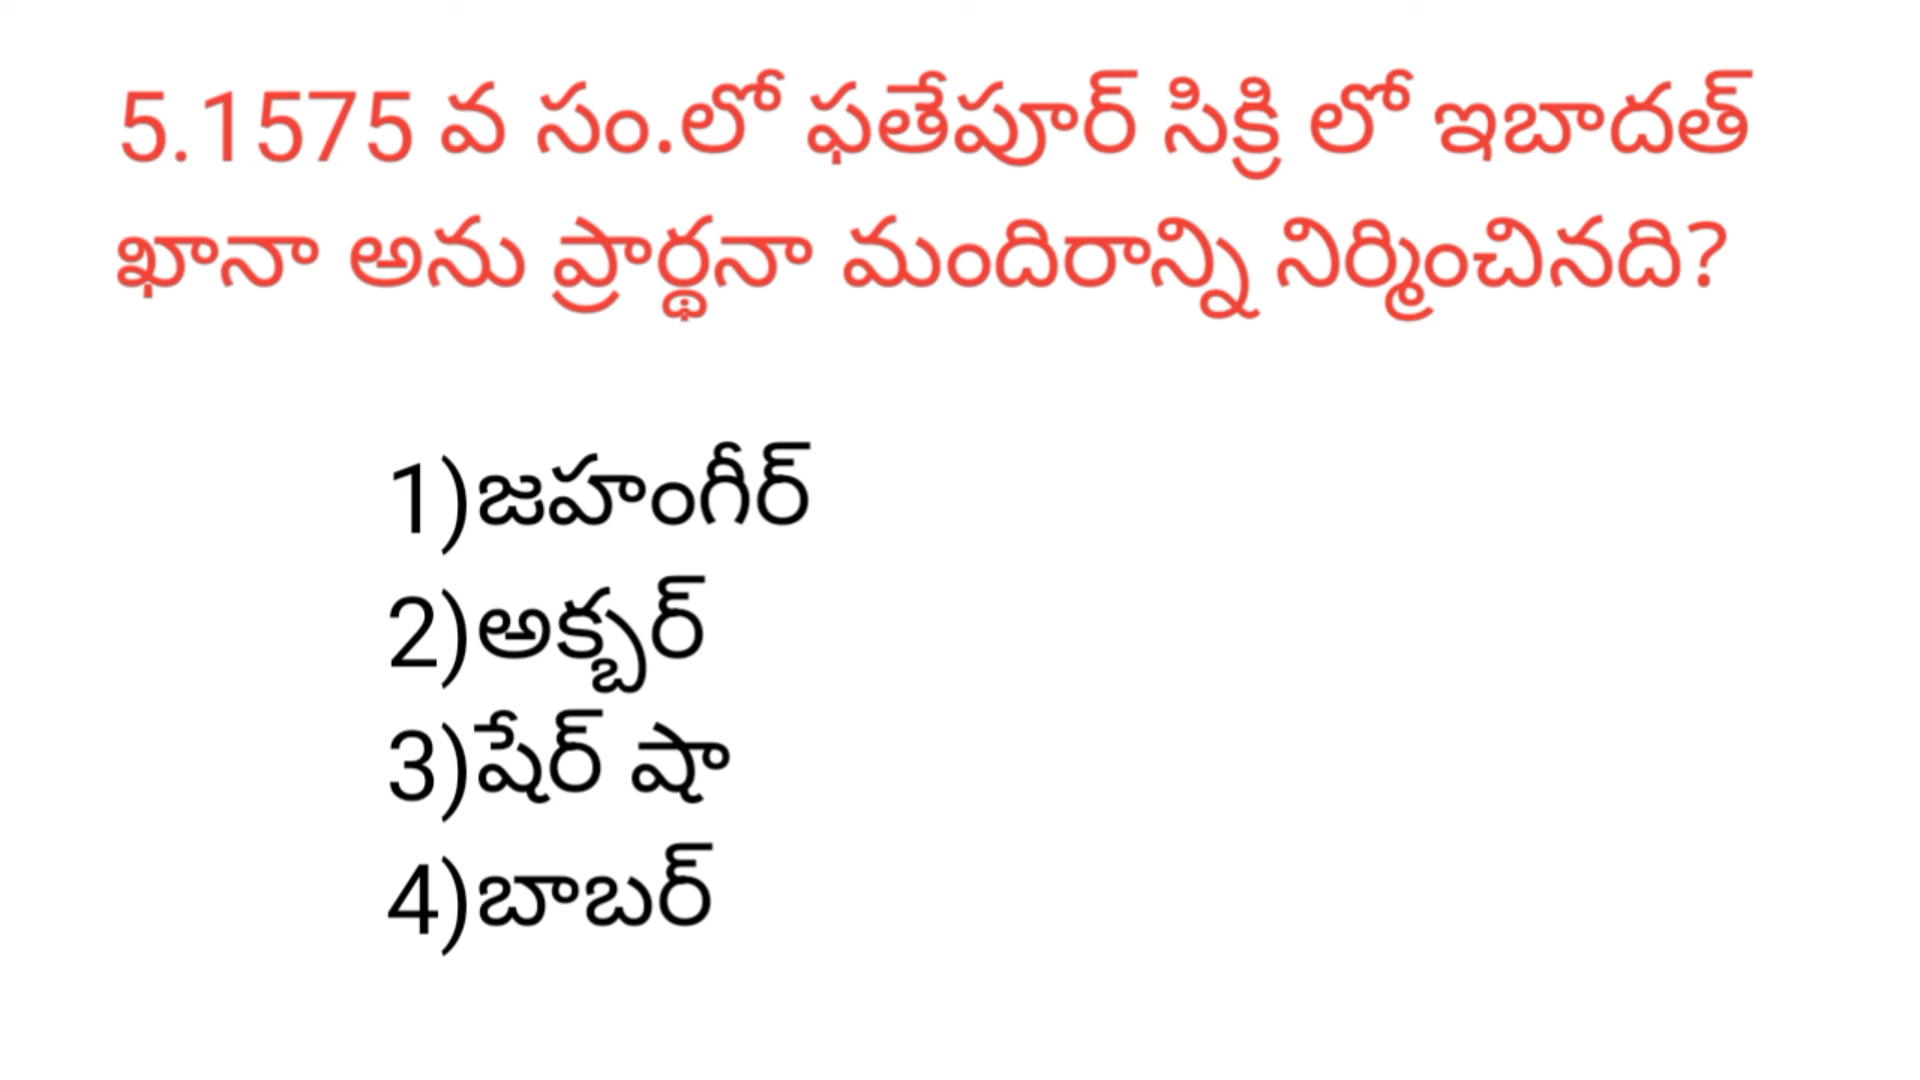 5.1575 వ సం.లో ఫతేపూర్ సిక్రి లో ఇబాదత్
ఖానా అను ప్రార్థనా మందిరాన్ని నిర్మించినది?
1)జహంగీర్
2)అక్బర్
3)షేర్ షా
4)బాబర్